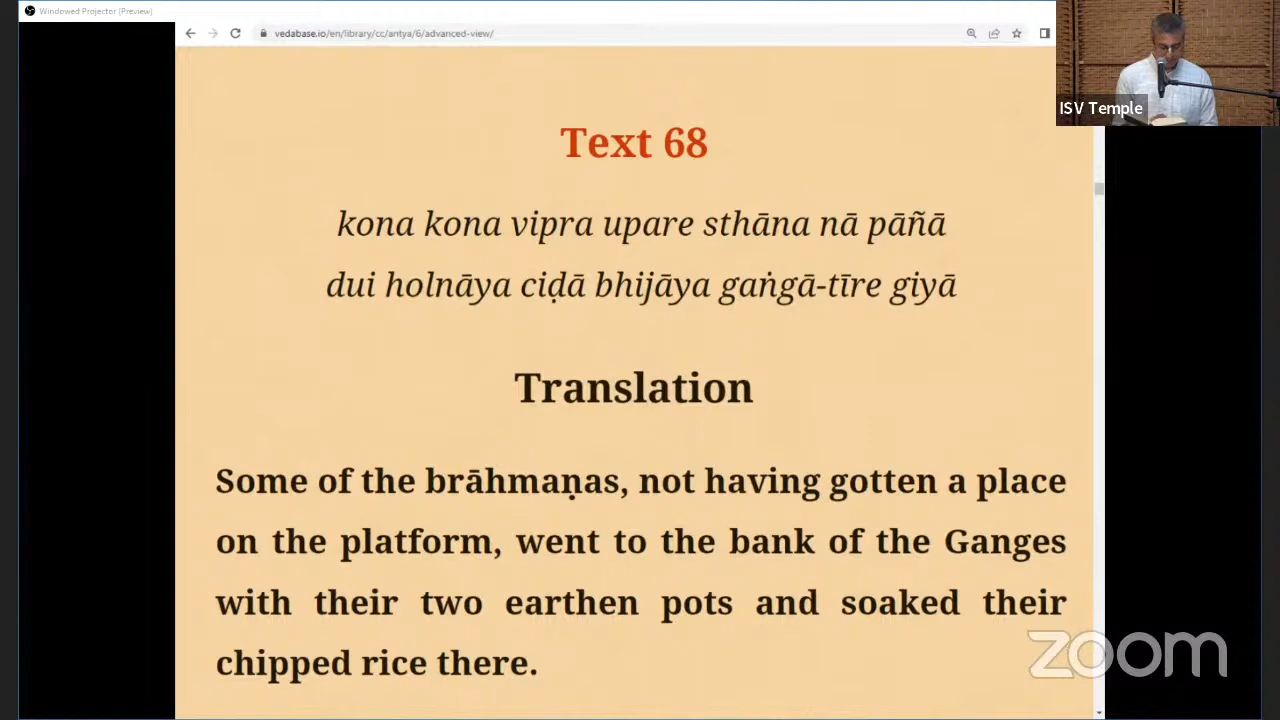 Windowed Projector [Preview]
vedabase.io/en/library/cc/antya/6/advanced-view/
ISV Temple
Text 68
kona kona vipra upare sthāna nā pāñā
dui holnāya ciḍā bhijāya gaṅgā-tīre giyā
Translation
Some of the brāhmaṇas, not having gotten a place
on the platform, went to the bank of the Ganges
with their two earthen pots and soaked their
chipped rice there.
zoom